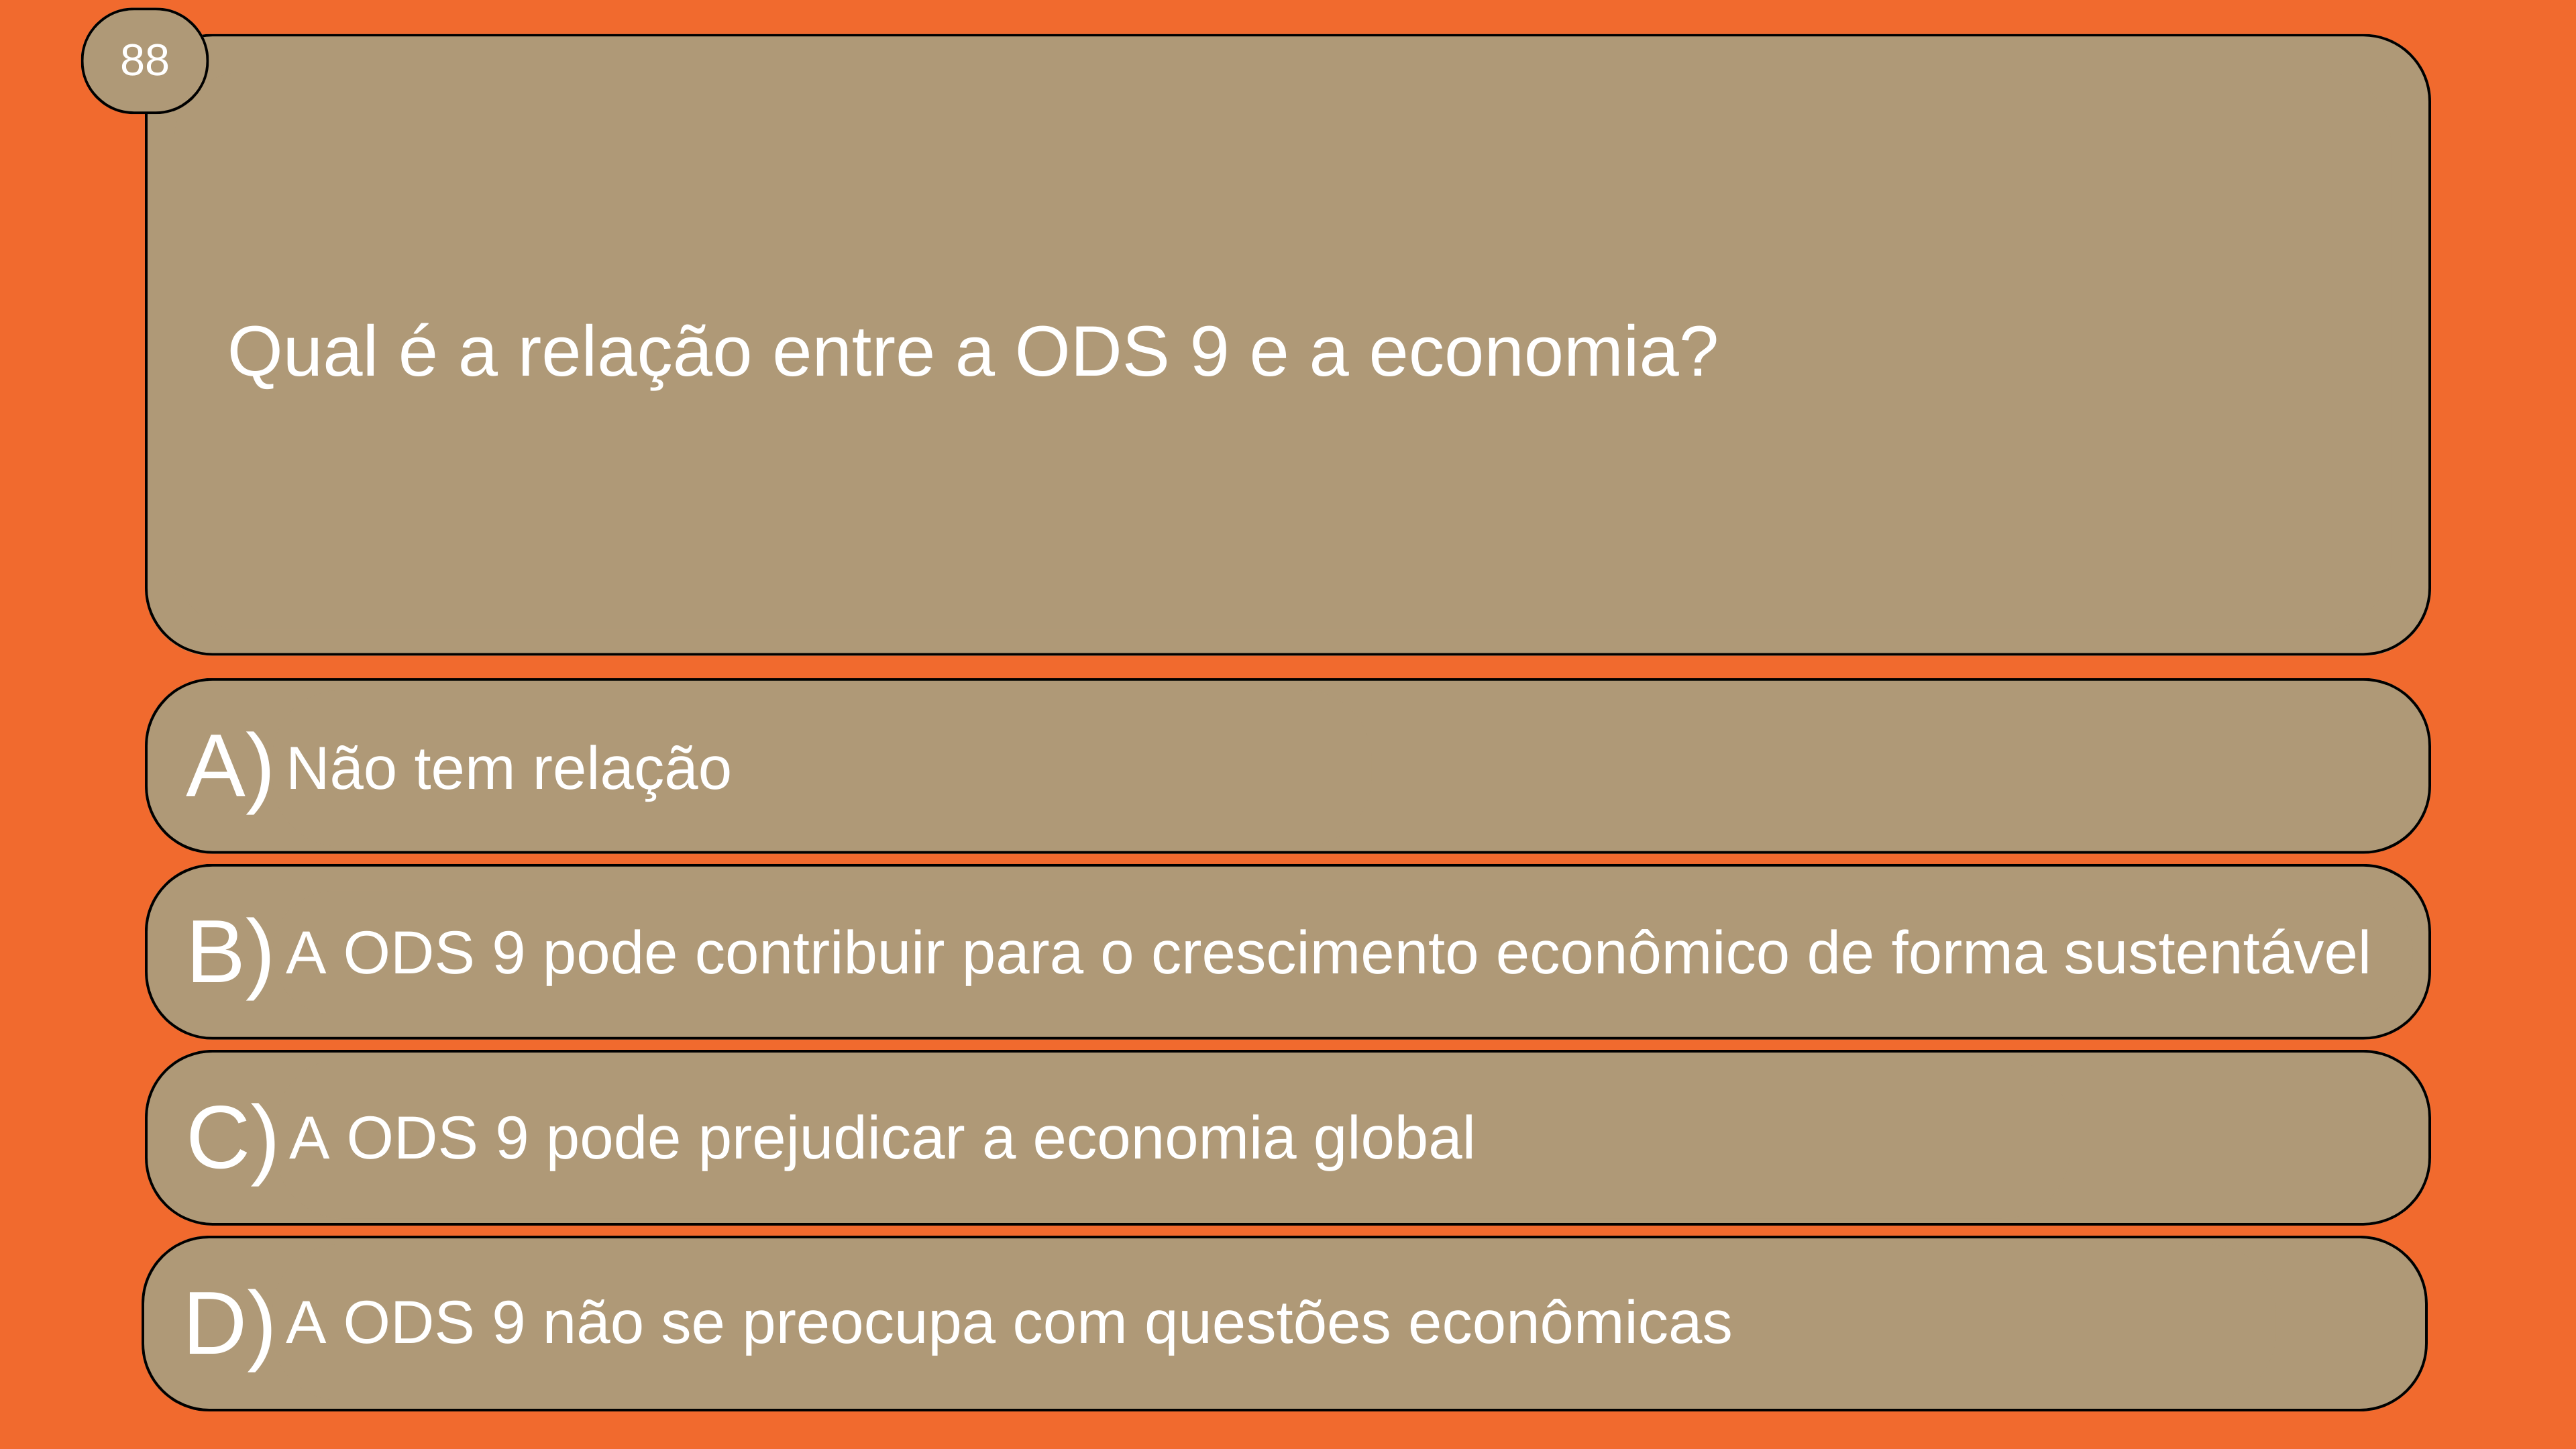 88
Qual é a relação entre a ODS 9 e a economia?
A) Não tem relação
B) A ODS 9 pode contribuir para o crescimento econômico de forma sustentável
C) A ODS 9 pode prejudicar a economia global
D) A ODS 9 não se preocupa com questões econômicas